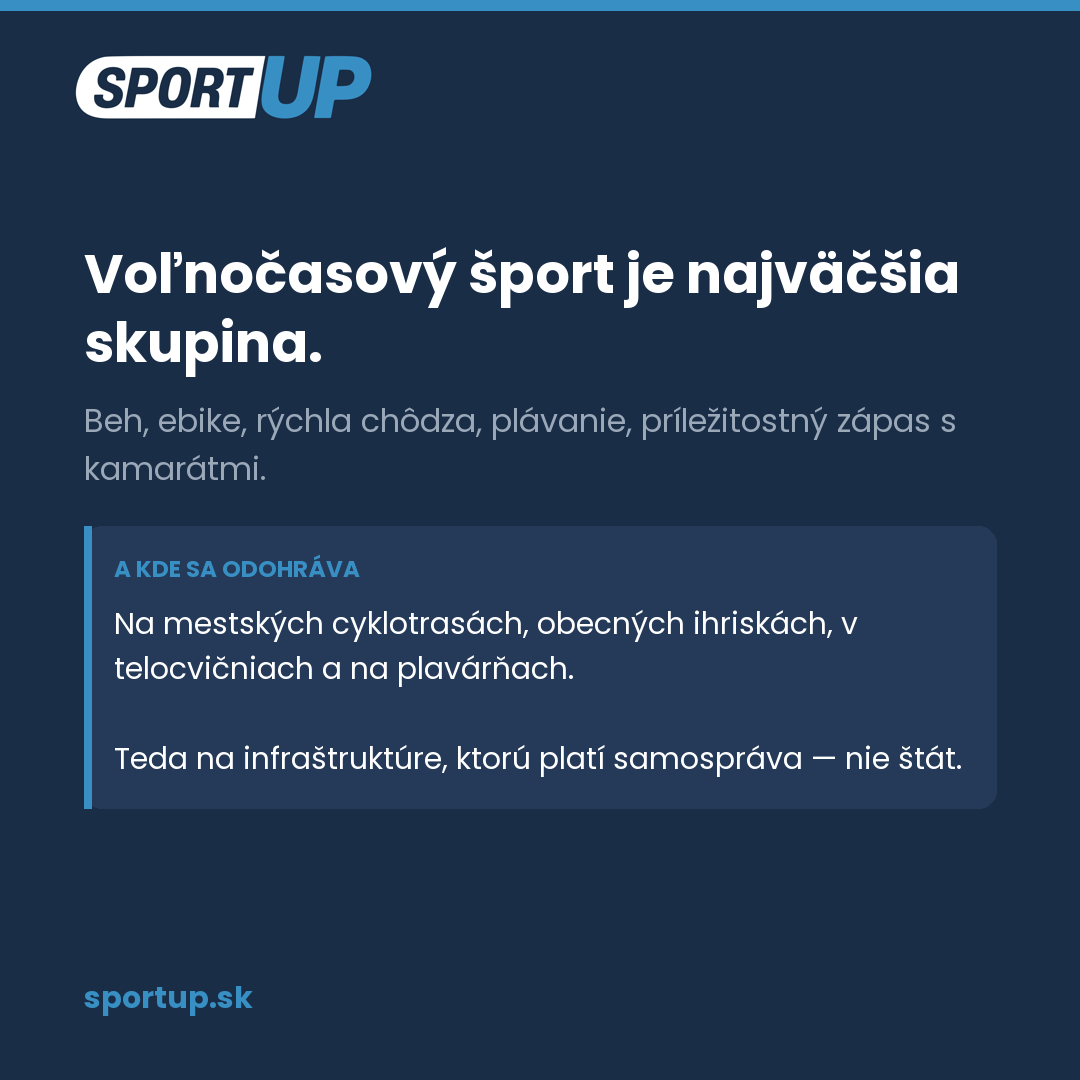 SPORTUP
Voľnočasový šport je najväčšia
skupina.
Beh, ebike, rýchla chôdza, plávanie, príležitostný zápas s
kamarátmi.
A KDE SA ODOHRÁVA
Na mestských cyklotrasách, obecných ihriskách, v
telocvičniach a na plavárňach.
Teda na infraštruktúre, ktorú platí samospráva — nie štát.
sportup.sk